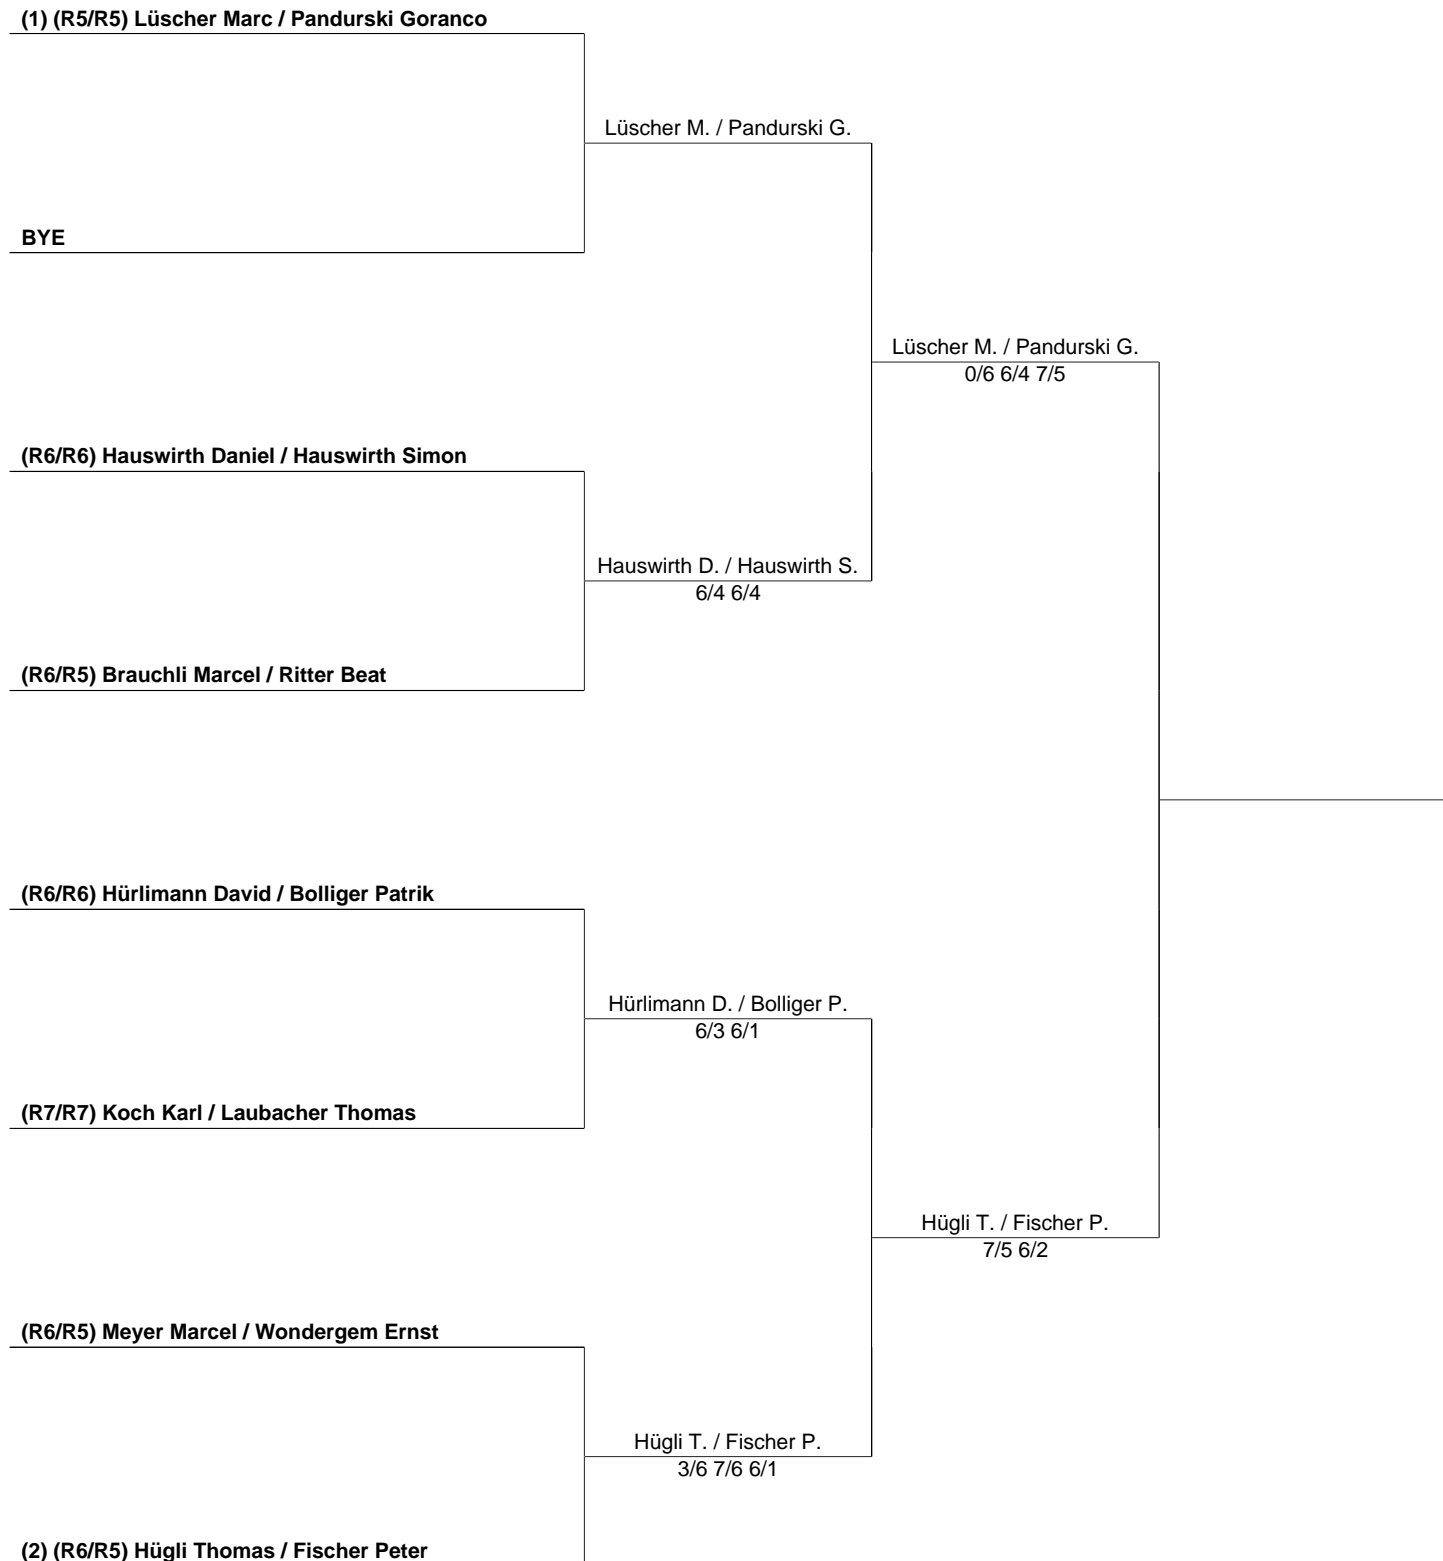 (1) (R5/R5) Lüscher Marc / Pandurski Goranco
Lüscher M. / Pandurski G.
BYE
Lüscher M. / Pandurski G.
0/6 6/4 7/5
(R6/R6) Hauswirth Daniel / Hauswirth Simon
Hauswirth D. / Hauswirth S.
6/4 6/4
(R6/R5) Brauchli Marcel / Ritter Beat
(R6/R6) Hürlimann David / Bolliger Patrik
Hürlimann D. / Bolliger P.
6/3 6/1
(R7/R7) Koch Karl / Laubacher Thomas
Hügli T. / Fischer P.
7/5 6/2
(R6/R5) Meyer Marcel / Wondergem Ernst
Hügli T. / Fischer P.
3/6 7/6 6/1
(2) (R6/R5) Hügli Thomas / Fischer Peter